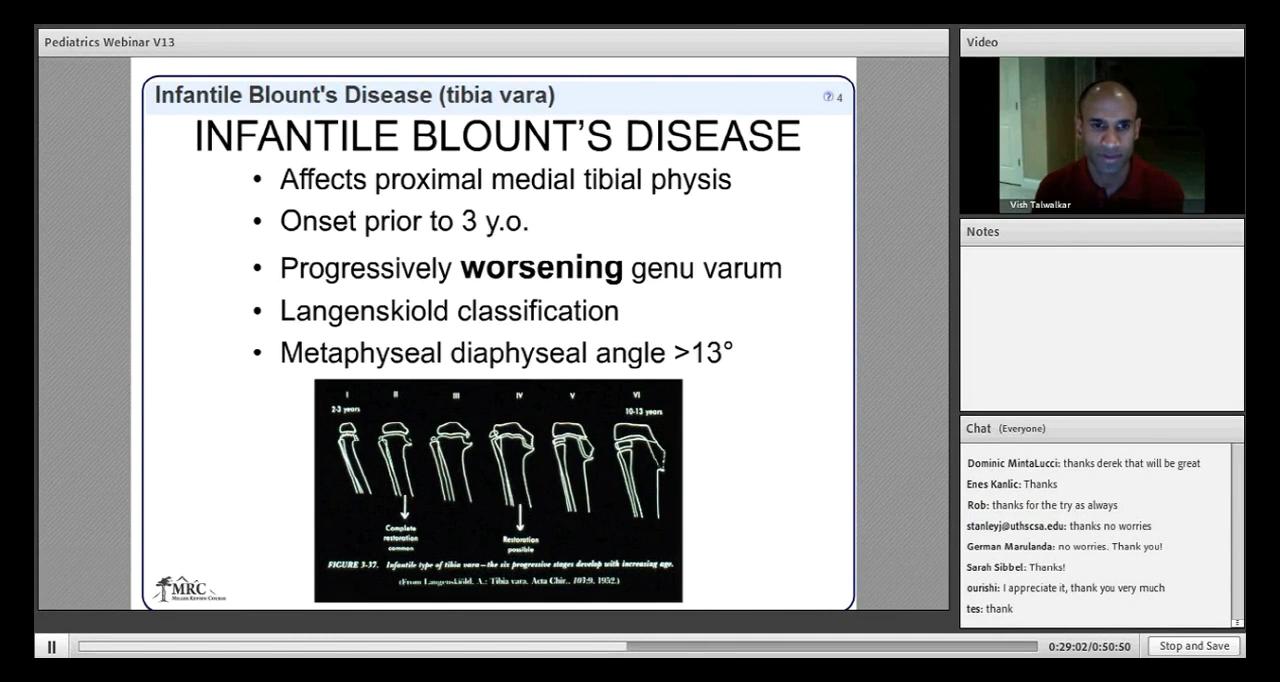 Pediatrics Webinar V13
Infantile Blount's Disease (tibia vara)
4
INFANTILE BLOUNT'S DISEASE
• Affects proximal medial tibial physis
• Onset prior to 3 y.o.
• Progressively worsening genu varum
• Langenskiold classification
• Metaphyseal diaphyseal angle >13°
I II III IV V VI
2-3 years 10-13 years
Complete
restoration
common
Restoration
possible
FIGURE 3-37. Infantile type of tibia vara—the six progressive stages develop with increasing age.
(From Langenskiöld, A.: Tibia vara. Acta Chir., 103:9, 1952.)
MRC
MILLER REVIEW COURSE
Video
Vish Talwalkar
Notes
Chat (Everyone)
Dominic MintaLucci: thanks derek that will be great
Enes Kanlic: Thanks
Rob: thanks for the try as always
stanleyj@uthscsa.edu: thanks no worries
German Marulanda: no worries. Thank you!
Sarah Sibbel: Thanks!
ourishi: I appreciate it, thank you very much
tes: thank
0:29:02/0:50:50
Stop and Save